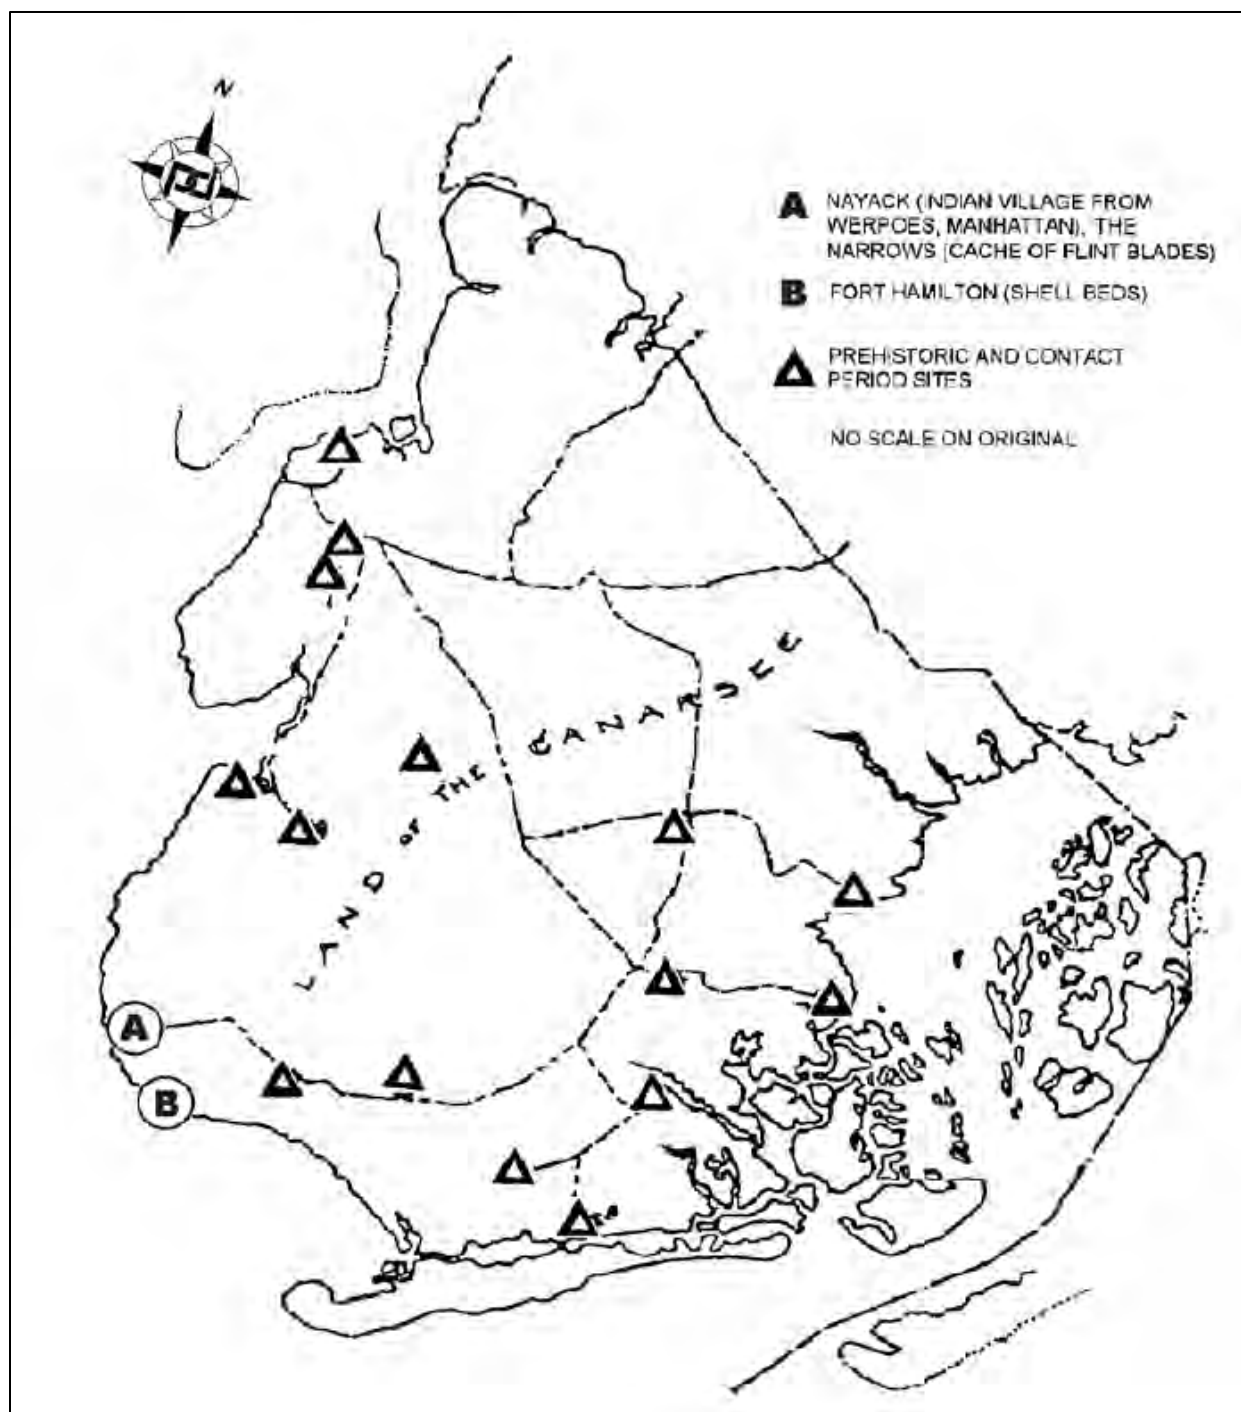 N
A NAYACK (INDIAN VILLAGE FROM
WERPOES, MANHATTAN), THE
NARROWS (CACHE OF FLINT BLADES)
B FORT HAMILTON (SHELL BEDS)
PREHISTORIC AND CONTACT
PERIOD SITES
NO SCALE ON ORIGINAL
LAND OF THE CANARSEE
A
B